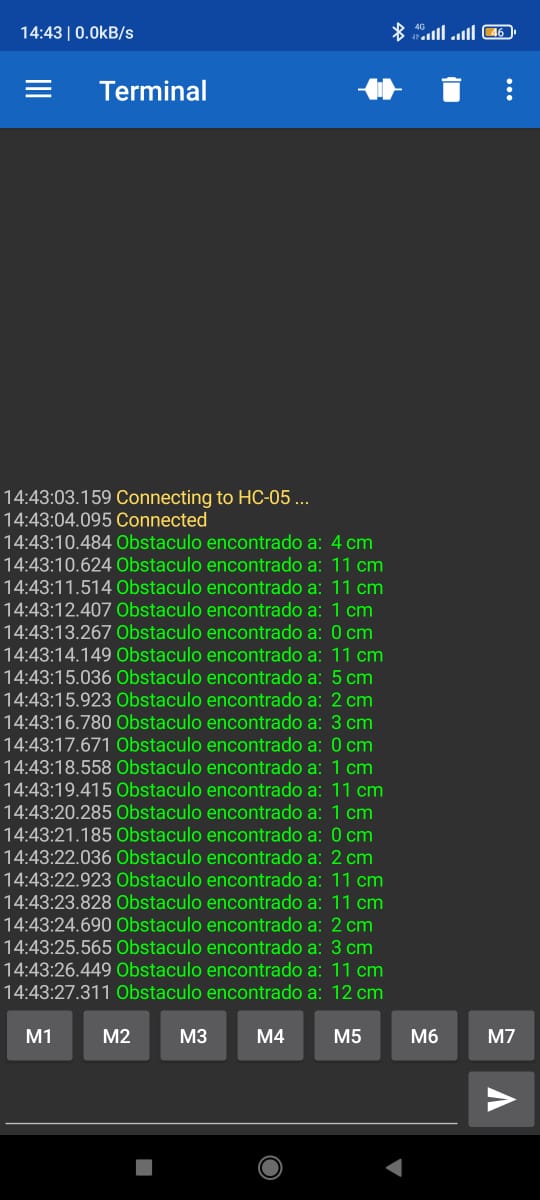 14:43 | 0.0kB/s 4G 46
Terminal
14:43:03.159 Connecting to HC-05 ...
14:43:04.095 Connected
14:43:10.484 Obstaculo encontrado a: 4 cm
14:43:10.624 Obstaculo encontrado a: 11 cm
14:43:11.514 Obstaculo encontrado a: 11 cm
14:43:12.407 Obstaculo encontrado a: 1 cm
14:43:13.267 Obstaculo encontrado a: 0 cm
14:43:14.149 Obstaculo encontrado a: 11 cm
14:43:15.036 Obstaculo encontrado a: 5 cm
14:43:15.923 Obstaculo encontrado a: 2 cm
14:43:16.780 Obstaculo encontrado a: 3 cm
14:43:17.671 Obstaculo encontrado a: 0 cm
14:43:18.558 Obstaculo encontrado a: 1 cm
14:43:19.415 Obstaculo encontrado a: 11 cm
14:43:20.285 Obstaculo encontrado a: 1 cm
14:43:21.185 Obstaculo encontrado a: 0 cm
14:43:22.036 Obstaculo encontrado a: 2 cm
14:43:22.923 Obstaculo encontrado a: 11 cm
14:43:23.828 Obstaculo encontrado a: 11 cm
14:43:24.690 Obstaculo encontrado a: 2 cm
14:43:25.565 Obstaculo encontrado a: 3 cm
14:43:26.449 Obstaculo encontrado a: 11 cm
14:43:27.311 Obstaculo encontrado a: 12 cm
M1 M2 M3 M4 M5 M6 M7